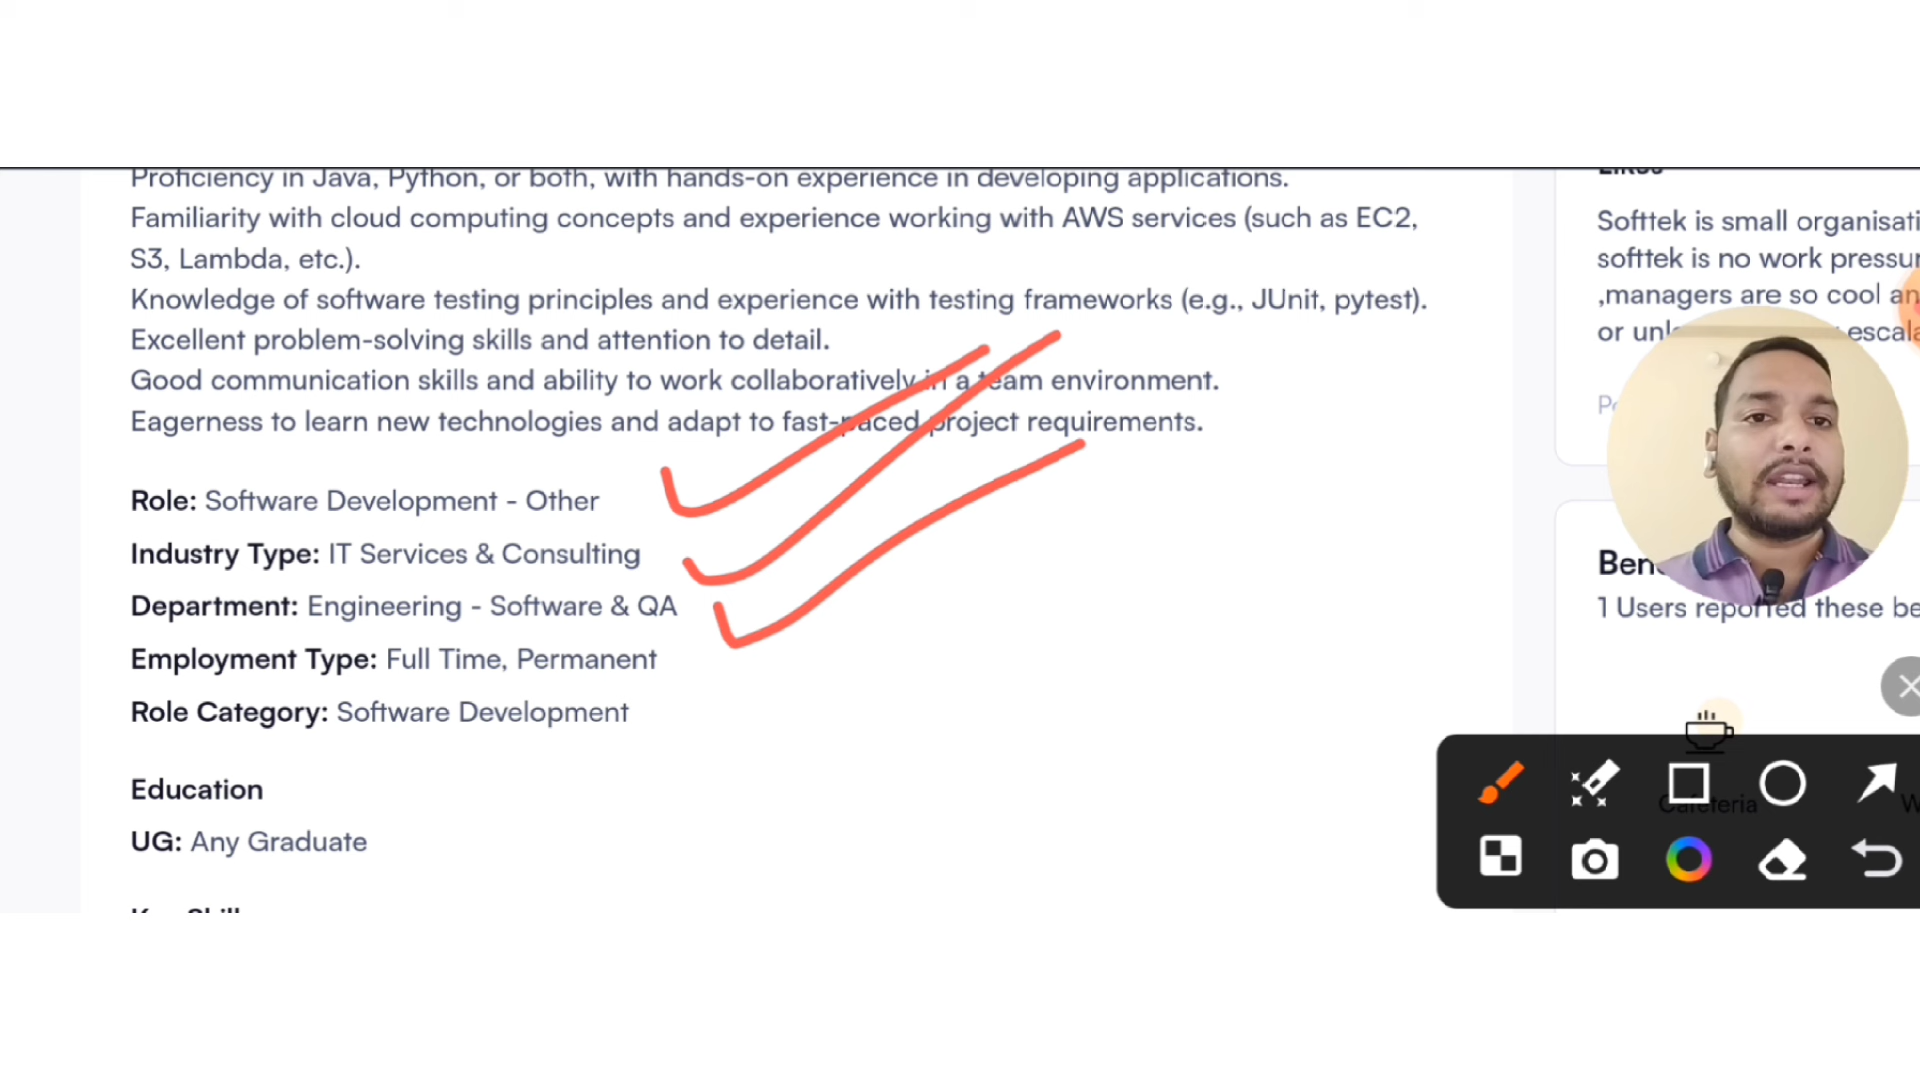 Proficiency in Java, Python, or both, with hands-on experience in developing applications.
Familiarity with cloud computing concepts and experience working with AWS services (such as EC2,
S3, Lambda, etc.).
Knowledge of software testing principles and experience with testing frameworks (e.g., JUnit, pytest).
Excellent problem-solving skills and attention to detail.
Good communication skills and ability to work collaboratively in a team environment.
Eagerness to learn new technologies and adapt to fast-paced project requirements.
Role: Software Development - Other
Industry Type: IT Services & Consulting
Department: Engineering - Software & QA
Employment Type: Full Time, Permanent
Role Category: Software Development
Education
UG: Any Graduate
Likes
Softtek is small organisati
softtek is no work pressur
,managers are so cool an
or unl escala
Ben
1 Users reported these be
Cafeteria
W